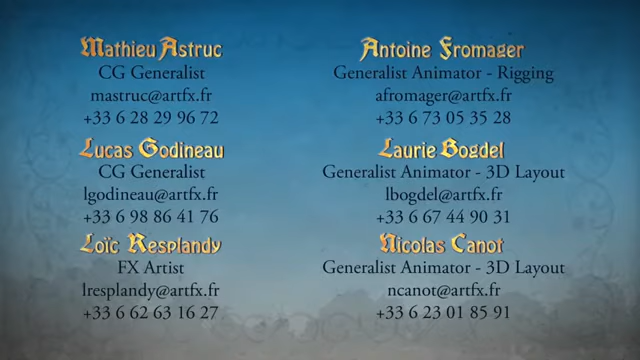 Mathieu Astruc
CG Generalist
mastruc@artfx.fr
+33 6 28 29 96 72
Lucas Godineau
CG Generalist
lgodineau@artfx.fr
+33 6 98 86 41 76
Loïc Resplandy
FX Artist
lresplandy@artfx.fr
+33 6 62 63 16 27
Antoine Fromager
Generalist Animator - Rigging
afromager@artfx.fr
+33 6 73 05 35 28
Laurie Bogdel
Generalist Animator - 3D Layout
lbogdel@artfx.fr
+33 6 67 44 90 31
Nicolas Canot
Generalist Animator - 3D Layout
ncanot@artfx.fr
+33 6 23 01 85 91